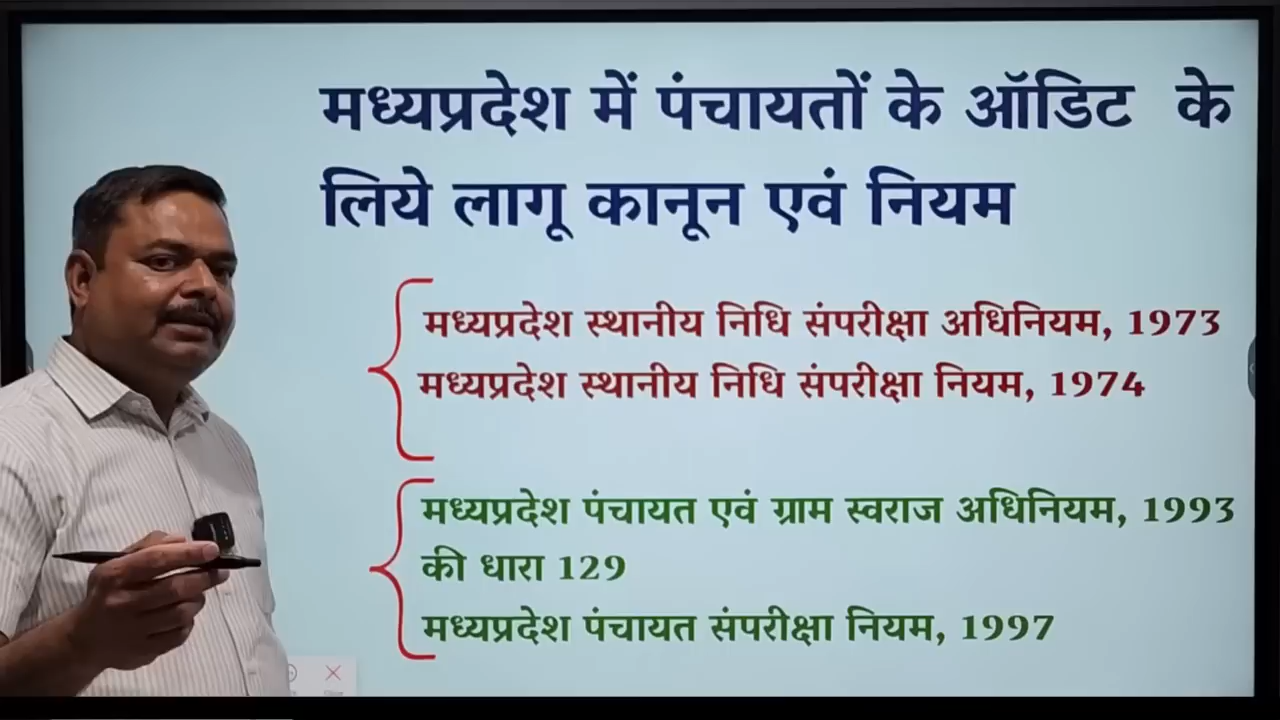 मध्यप्रदेश में पंचायतों के ऑडिट के
लिये लागू कानून एवं नियम
मध्यप्रदेश स्थानीय निधि संपरीक्षा अधिनियम, 1973
मध्यप्रदेश स्थानीय निधि संपरीक्षा नियम, 1974
मध्यप्रदेश पंचायत एवं ग्राम स्वराज अधिनियम, 1993
की धारा 129
मध्यप्रदेश पंचायत संपरीक्षा नियम, 1997